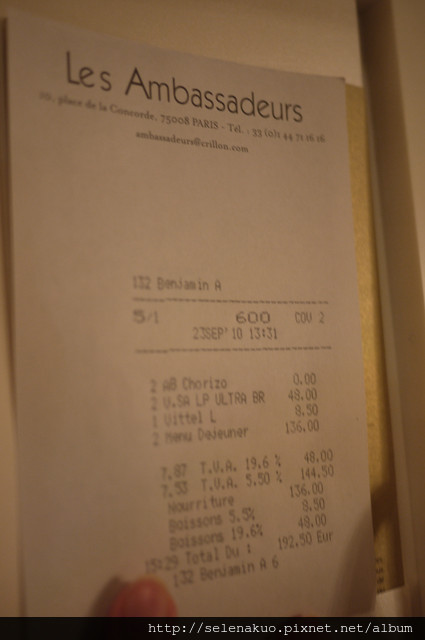 Les Ambassadeurs
10, place de la Concorde, 75008 PARIS - Tél. : 33 (0)1 44 71 16 16
ambassadeurs@crillon.com
132 Benjamin A
5/1 600 COU 2
23SEP'10 13:31
2 AB Chorizo 0.00
2 V.SA LP ULTRA BR 48.00
1 Vittel L 8.50
2 Menu Dejeuner 136.00
7.87 T.V.A. 19.6 % 48.00
7.53 T.V.A. 5.50 % 144.50
Nourriture 136.00
Boissons 5.5% 8.50
Boissons 19.6% 48.00
15:29 Total Du : 192.50 Eur
132 Benjamin A 6
http://selenakuo.pixnet.net/album